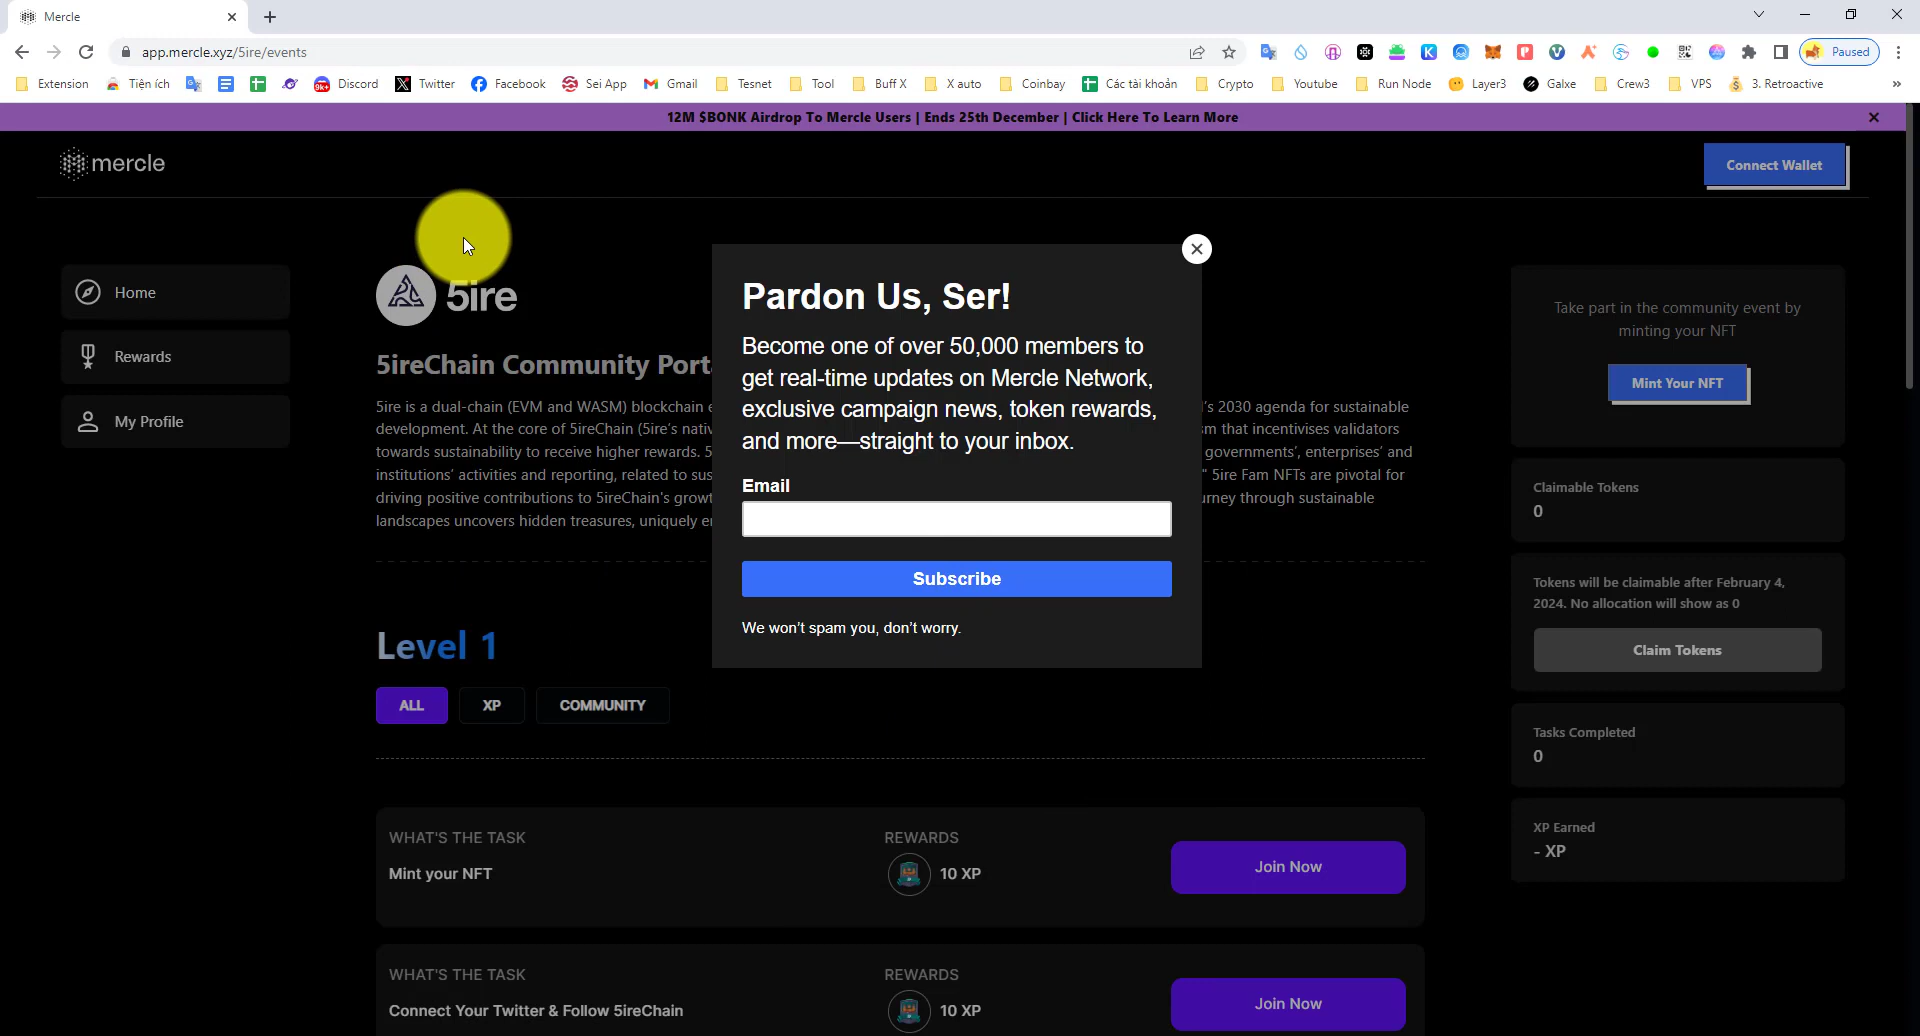 Mercle
app.mercle.xyz/5ire/events
Paused
Extension
Tiện ích
9K+
Discord
Twitter
Facebook
Sei App
Gmail
Tesnet
Tool
Buff X
X auto
Coinbay
Các tài khoản
Crypto
Youtube
Run Node
Layer3
Galxe
Crew3
VPS
3. Retroactive
»
12M $BONK Airdrop To Mercle Users | Ends 25th December | Click Here To Learn More
mercle
Connect Wallet
Home
Rewards
My Profile
5ire
5ireChain Community Port
5ire is a dual-chain (EVM and WASM) blockchain
's 2030 agenda for sustainable
development. At the core of 5ireChain (5ire's
that incentivises validators
towards sustainability to receive higher rewards.
governments', enterprises' and
institutions' activities and reporting, related to
" 5ire Fam NFTs are pivotal for
driving positive contributions to 5ireChain's
through sustainable
landscapes uncovers hidden treasures, uniquely
Pardon Us, Ser!
Become one of over 50,000 members to
get real-time updates on Mercle Network,
exclusive campaign news, token rewards,
and more—straight to your inbox.
Email
Subscribe
We won't spam you, don't worry.
Take part in the community event by
minting your NFT
Mint Your NFT
Claimable Tokens
0
Tokens will be claimable after February 4,
2024. No allocation will show as 0
Claim Tokens
Tasks Completed
0
XP Earned
- XP
Level 1
ALL
XP
COMMUNITY
WHAT'S THE TASK
REWARDS
Mint your NFT
10 XP
Join Now
WHAT'S THE TASK
REWARDS
Connect Your Twitter & Follow 5ireChain
10 XP
Join Now